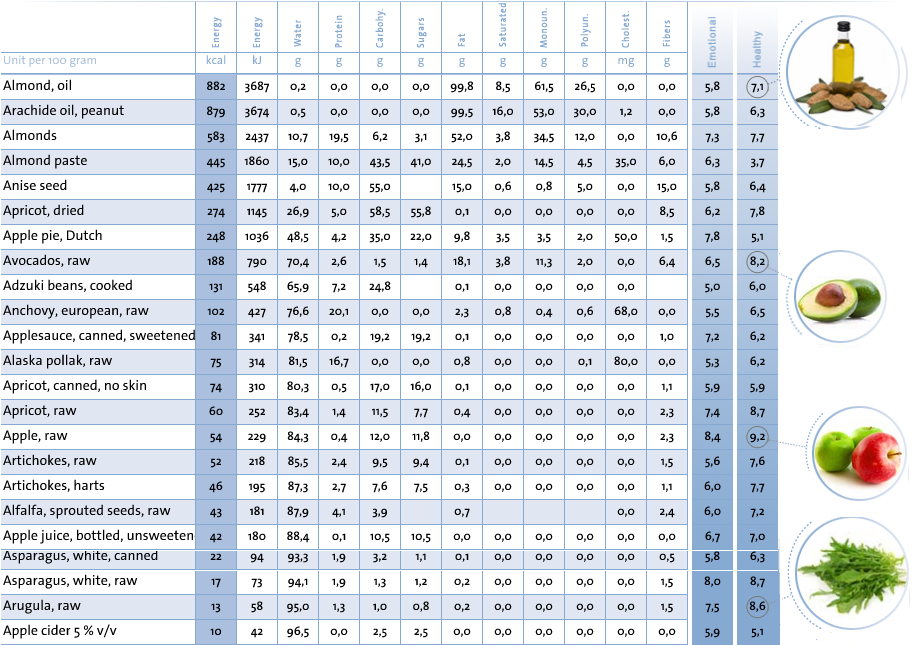 Energy Energy Water Protein Carbohy. Sugars Fat Saturated Monoun. Polyun. Cholest. Fibers Emotional Healthy
Unit per 100 gram kcal kJ g g g g g g g g mg g
Almond, oil 882 3687 0,2 0,0 0,0 0,0 99,8 8,5 61,5 26,5 0,0 0,0 5,8 7,1
Arachide oil, peanut 879 3674 0,5 0,0 0,0 0,0 99,5 16,0 53,0 30,0 1,2 0,0 5,8 6,3
Almonds 583 2437 10,7 19,5 6,2 3,1 52,0 3,8 34,5 12,0 0,0 10,6 7,3 7,7
Almond paste 445 1860 15,0 10,0 43,5 41,0 24,5 2,0 14,5 4,5 35,0 6,0 6,3 3,7
Anise seed 425 1777 4,0 10,0 55,0 15,0 0,6 0,8 5,0 0,0 15,0 5,8 6,4
Apricot, dried 274 1145 26,9 5,0 58,5 55,8 0,1 0,0 0,0 0,0 0,0 8,5 6,2 7,8
Apple pie, Dutch 248 1036 48,5 4,2 35,0 22,0 9,8 3,5 3,5 2,0 50,0 1,5 7,8 5,1
Avocados, raw 188 790 70,4 2,6 1,5 1,4 18,1 3,8 11,3 2,0 0,0 6,4 6,5 8,2
Adzuki beans, cooked 131 548 65,9 7,2 24,8 0,1 0,0 0,0 0,0 0,0 5,0 6,0
Anchovy, european, raw 102 427 76,6 20,1 0,0 0,0 2,3 0,8 0,4 0,6 68,0 0,0 5,5 6,5
Applesauce, canned, sweetened 81 341 78,5 0,2 19,2 19,2 0,1 0,0 0,0 0,0 0,0 1,0 7,2 6,2
Alaska pollak, raw 75 314 81,5 16,7 0,0 0,0 0,8 0,0 0,0 0,1 80,0 0,0 5,3 6,2
Apricot, canned, no skin 74 310 80,3 0,5 17,0 16,0 0,1 0,0 0,0 0,0 0,0 1,1 5,9 5,9
Apricot, raw 60 252 83,4 1,4 11,5 7,7 0,4 0,0 0,0 0,0 0,0 2,3 7,4 8,7
Apple, raw 54 229 84,3 0,4 12,0 11,8 0,0 0,0 0,0 0,0 0,0 2,3 8,4 9,2
Artichokes, raw 52 218 85,5 2,4 9,5 9,4 0,1 0,0 0,0 0,0 0,0 1,5 5,6 7,6
Artichokes, harts 46 195 87,3 2,7 7,6 7,5 0,3 0,0 0,0 0,0 0,0 1,1 6,0 7,7
Alfalfa, sprouted seeds, raw 43 181 87,9 4,1 3,9 0,7 0,0 2,4 6,0 7,2
Apple juice, bottled, unsweeten 42 180 88,4 0,1 10,5 10,5 0,0 0,0 0,0 0,0 0,0 0,0 6,7 7,0
Asparagus, white, canned 22 94 93,3 1,9 3,2 1,1 0,1 0,0 0,0 0,0 0,0 0,5 5,8 6,3
Asparagus, white, raw 17 73 94,1 1,9 1,3 1,2 0,2 0,0 0,0 0,0 0,0 1,5 8,0 8,7
Arugula, raw 13 58 95,0 1,3 1,0 0,8 0,2 0,0 0,0 0,0 0,0 1,5 7,5 8,6
Apple cider 5 % v/v 10 42 96,5 0,0 2,5 2,5 0,0 0,0 0,0 0,0 0,0 0,0 5,9 5,1